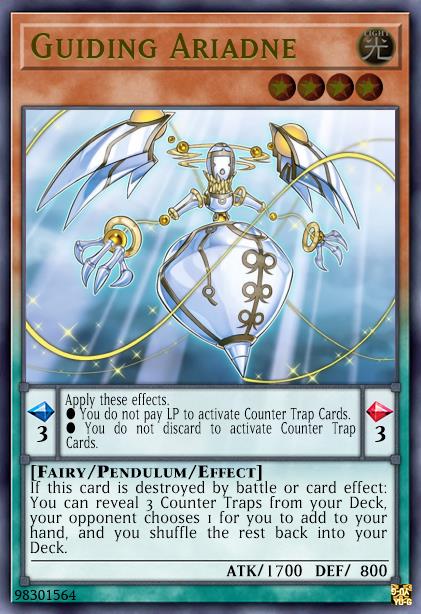 GUIDING ARIADNE
LIGHT
光
Apply these effects.
● You do not pay LP to activate Counter Trap Cards.
● You do not discard to activate Counter Trap
Cards.
3
3
[FAIRY/PENDULUM/EFFECT]
If this card is destroyed by battle or card effect:
You can reveal 3 Counter Traps from your Deck,
your opponent chooses 1 for you to add to your
hand, and you shuffle the rest back into your
Deck.
ATK/1700 DEF/ 800
98301564